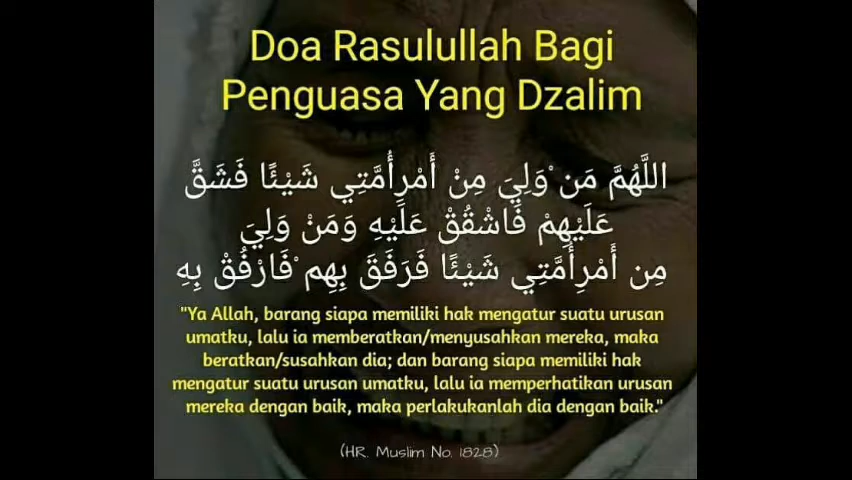 Doa Rasulullah Bagi
Penguasa Yang Dzalim
اللَّهُمَّ مَن ْوَلِيَ مِنْ أَمْرِأُمَّتِي شَيْئًا فَشَقَّ
عَلَيْهِمْ فَاشْقُقْ عَلَيْهِ وَمَنْ وَلِيَ
مِن أَمْرِأُمَّتِي شَيْئًا فَرَفَقَ بِهِم ْفَارْفُقْ بِهِ
"Ya Allah, barang siapa memiliki hak mengatur suatu urusan
umatku, lalu ia memberatkan/menyusahkan mereka, maka
beratkan/susahkan dia; dan barang siapa memiliki hak
mengatur suatu urusan umatku, lalu ia memperhatikan urusan
mereka dengan baik, maka perlakukanlah dia dengan baik."
(HR. Muslim No. 1828)